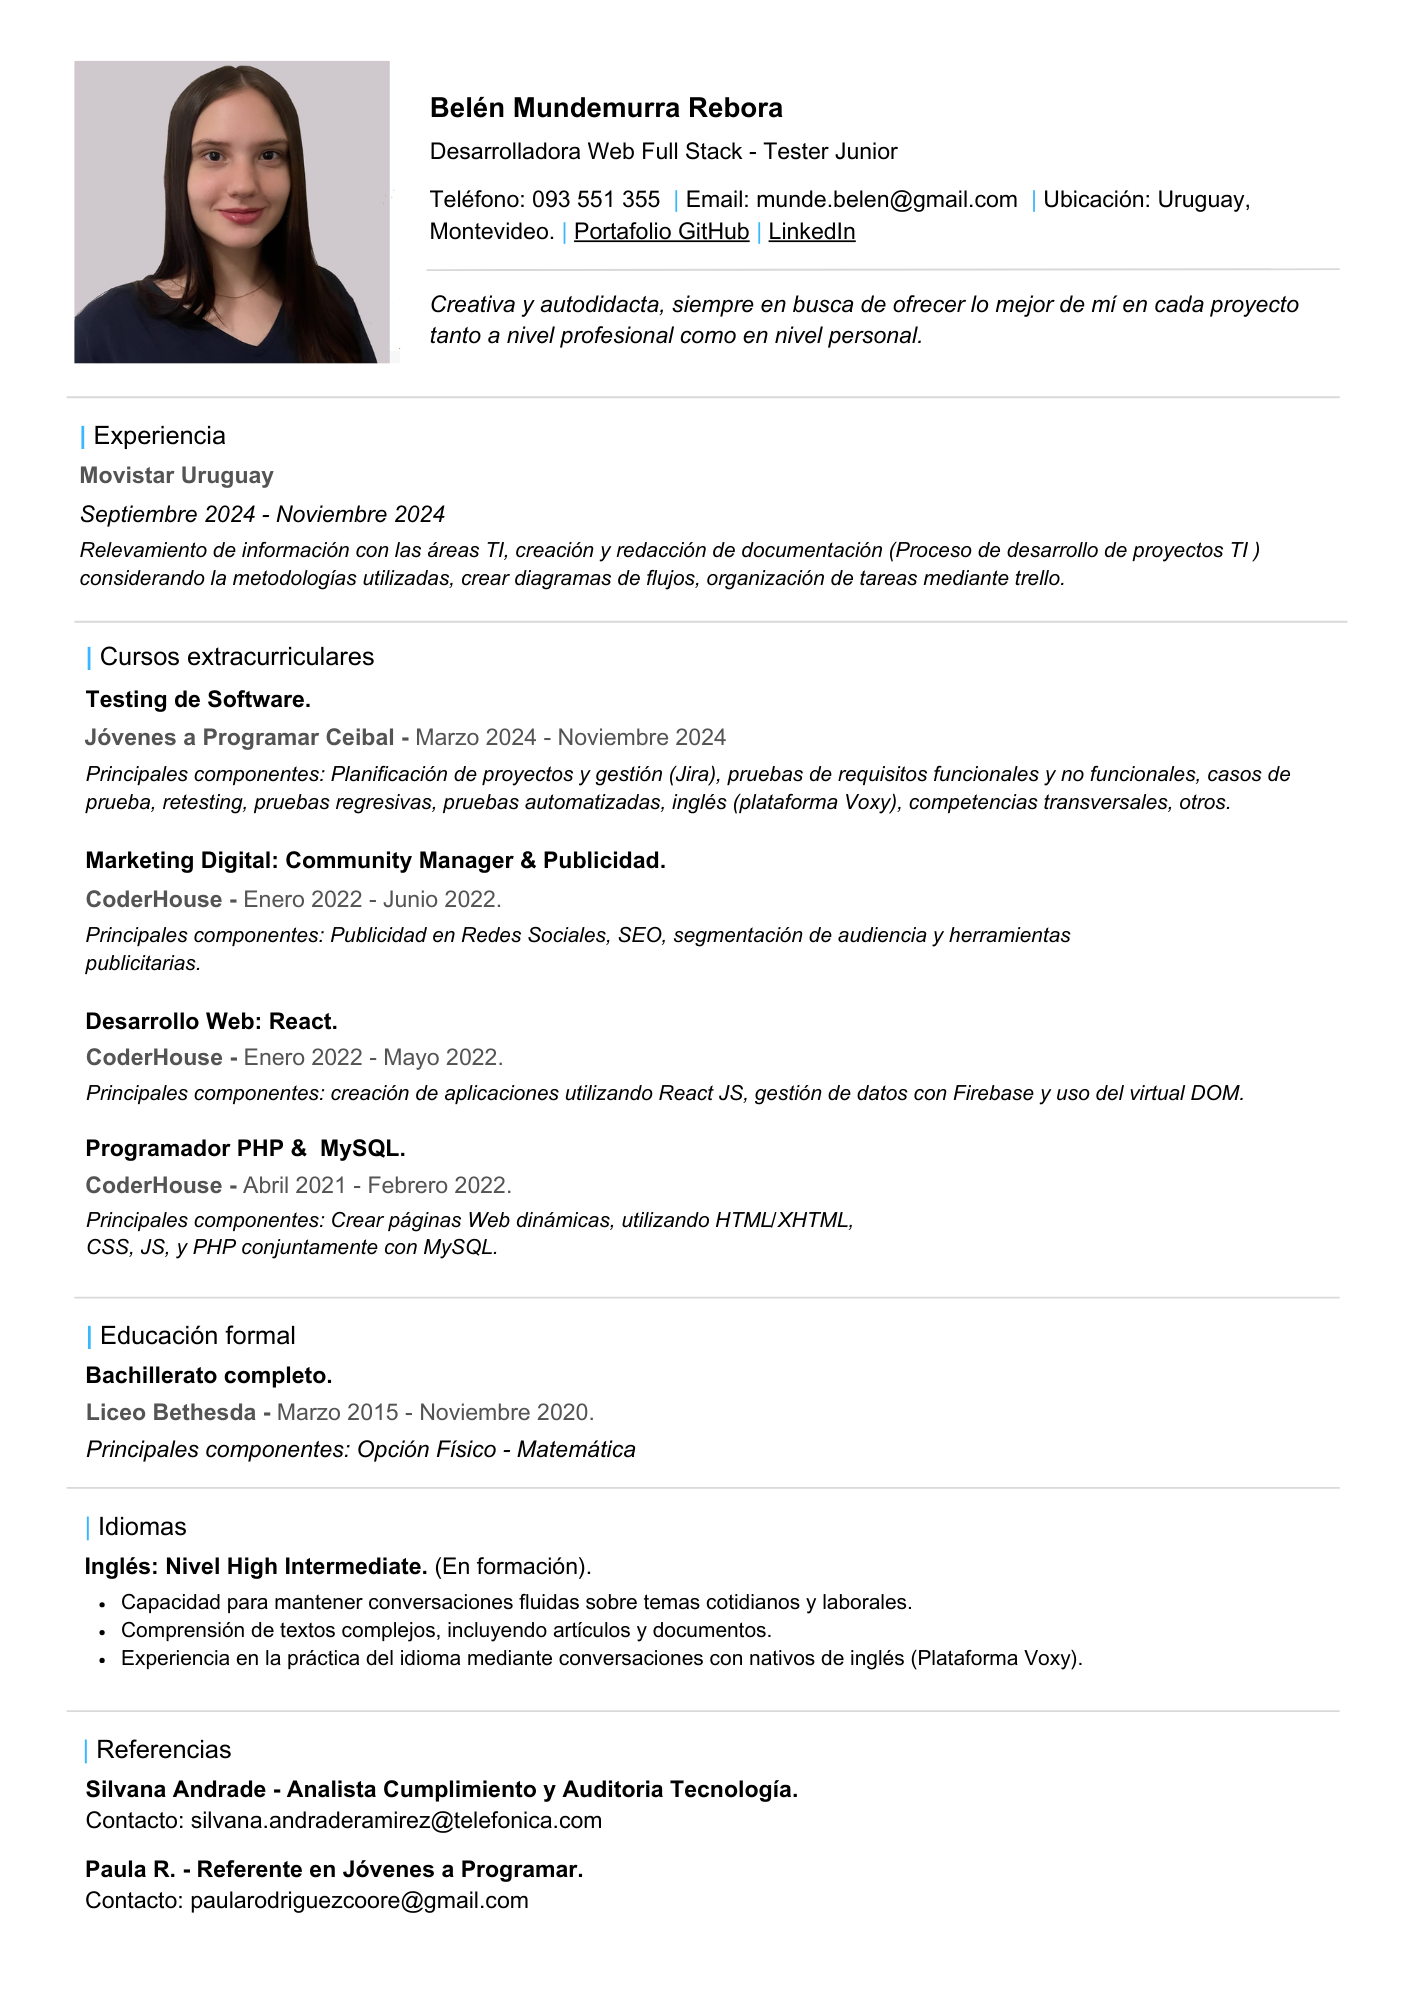 Belén Mundemurra Rebora
Desarrolladora Web Full Stack - Tester Junior
Teléfono: 093 551 355 | Email: munde.belen@gmail.com | Ubicación: Uruguay,
Montevideo. | Portafolio GitHub | LinkedIn
Creativa y autodidacta, siempre en busca de ofrecer lo mejor de mí en cada proyecto
tanto a nivel profesional como en nivel personal.
| Experiencia
Movistar Uruguay
Septiembre 2024 - Noviembre 2024
Relevamiento de información con las áreas TI, creación y redacción de documentación (Proceso de desarrollo de proyectos TI )
considerando la metodologías utilizadas, crear diagramas de flujos, organización de tareas mediante trello.
| Cursos extracurriculares
Testing de Software.
Jóvenes a Programar Ceibal - Marzo 2024 - Noviembre 2024
Principales componentes: Planificación de proyectos y gestión (Jira), pruebas de requisitos funcionales y no funcionales, casos de
prueba, retesting, pruebas regresivas, pruebas automatizadas, inglés (plataforma Voxy), competencias transversales, otros.
Marketing Digital: Community Manager & Publicidad.
CoderHouse - Enero 2022 - Junio 2022.
Principales componentes: Publicidad en Redes Sociales, SEO, segmentación de audiencia y herramientas
publicitarias.
Desarrollo Web: React.
CoderHouse - Enero 2022 - Mayo 2022.
Principales componentes: creación de aplicaciones utilizando React JS, gestión de datos con Firebase y uso del virtual DOM.
Programador PHP & MySQL.
CoderHouse - Abril 2021 - Febrero 2022.
Principales componentes: Crear páginas Web dinámicas, utilizando HTML/XHTML,
CSS, JS, y PHP conjuntamente con MySQL.
| Educación formal
Bachillerato completo.
Liceo Bethesda - Marzo 2015 - Noviembre 2020.
Principales componentes: Opción Físico - Matemática
| Idiomas
Inglés: Nivel High Intermediate. (En formación).
• Capacidad para mantener conversaciones fluidas sobre temas cotidianos y laborales.
• Comprensión de textos complejos, incluyendo artículos y documentos.
• Experiencia en la práctica del idioma mediante conversaciones con nativos de inglés (Plataforma Voxy).
| Referencias
Silvana Andrade - Analista Cumplimiento y Auditoria Tecnología.
Contacto: silvana.andraderamirez@telefonica.com
Paula R. - Referente en Jóvenes a Programar.
Contacto: paularodriguezcoore@gmail.com